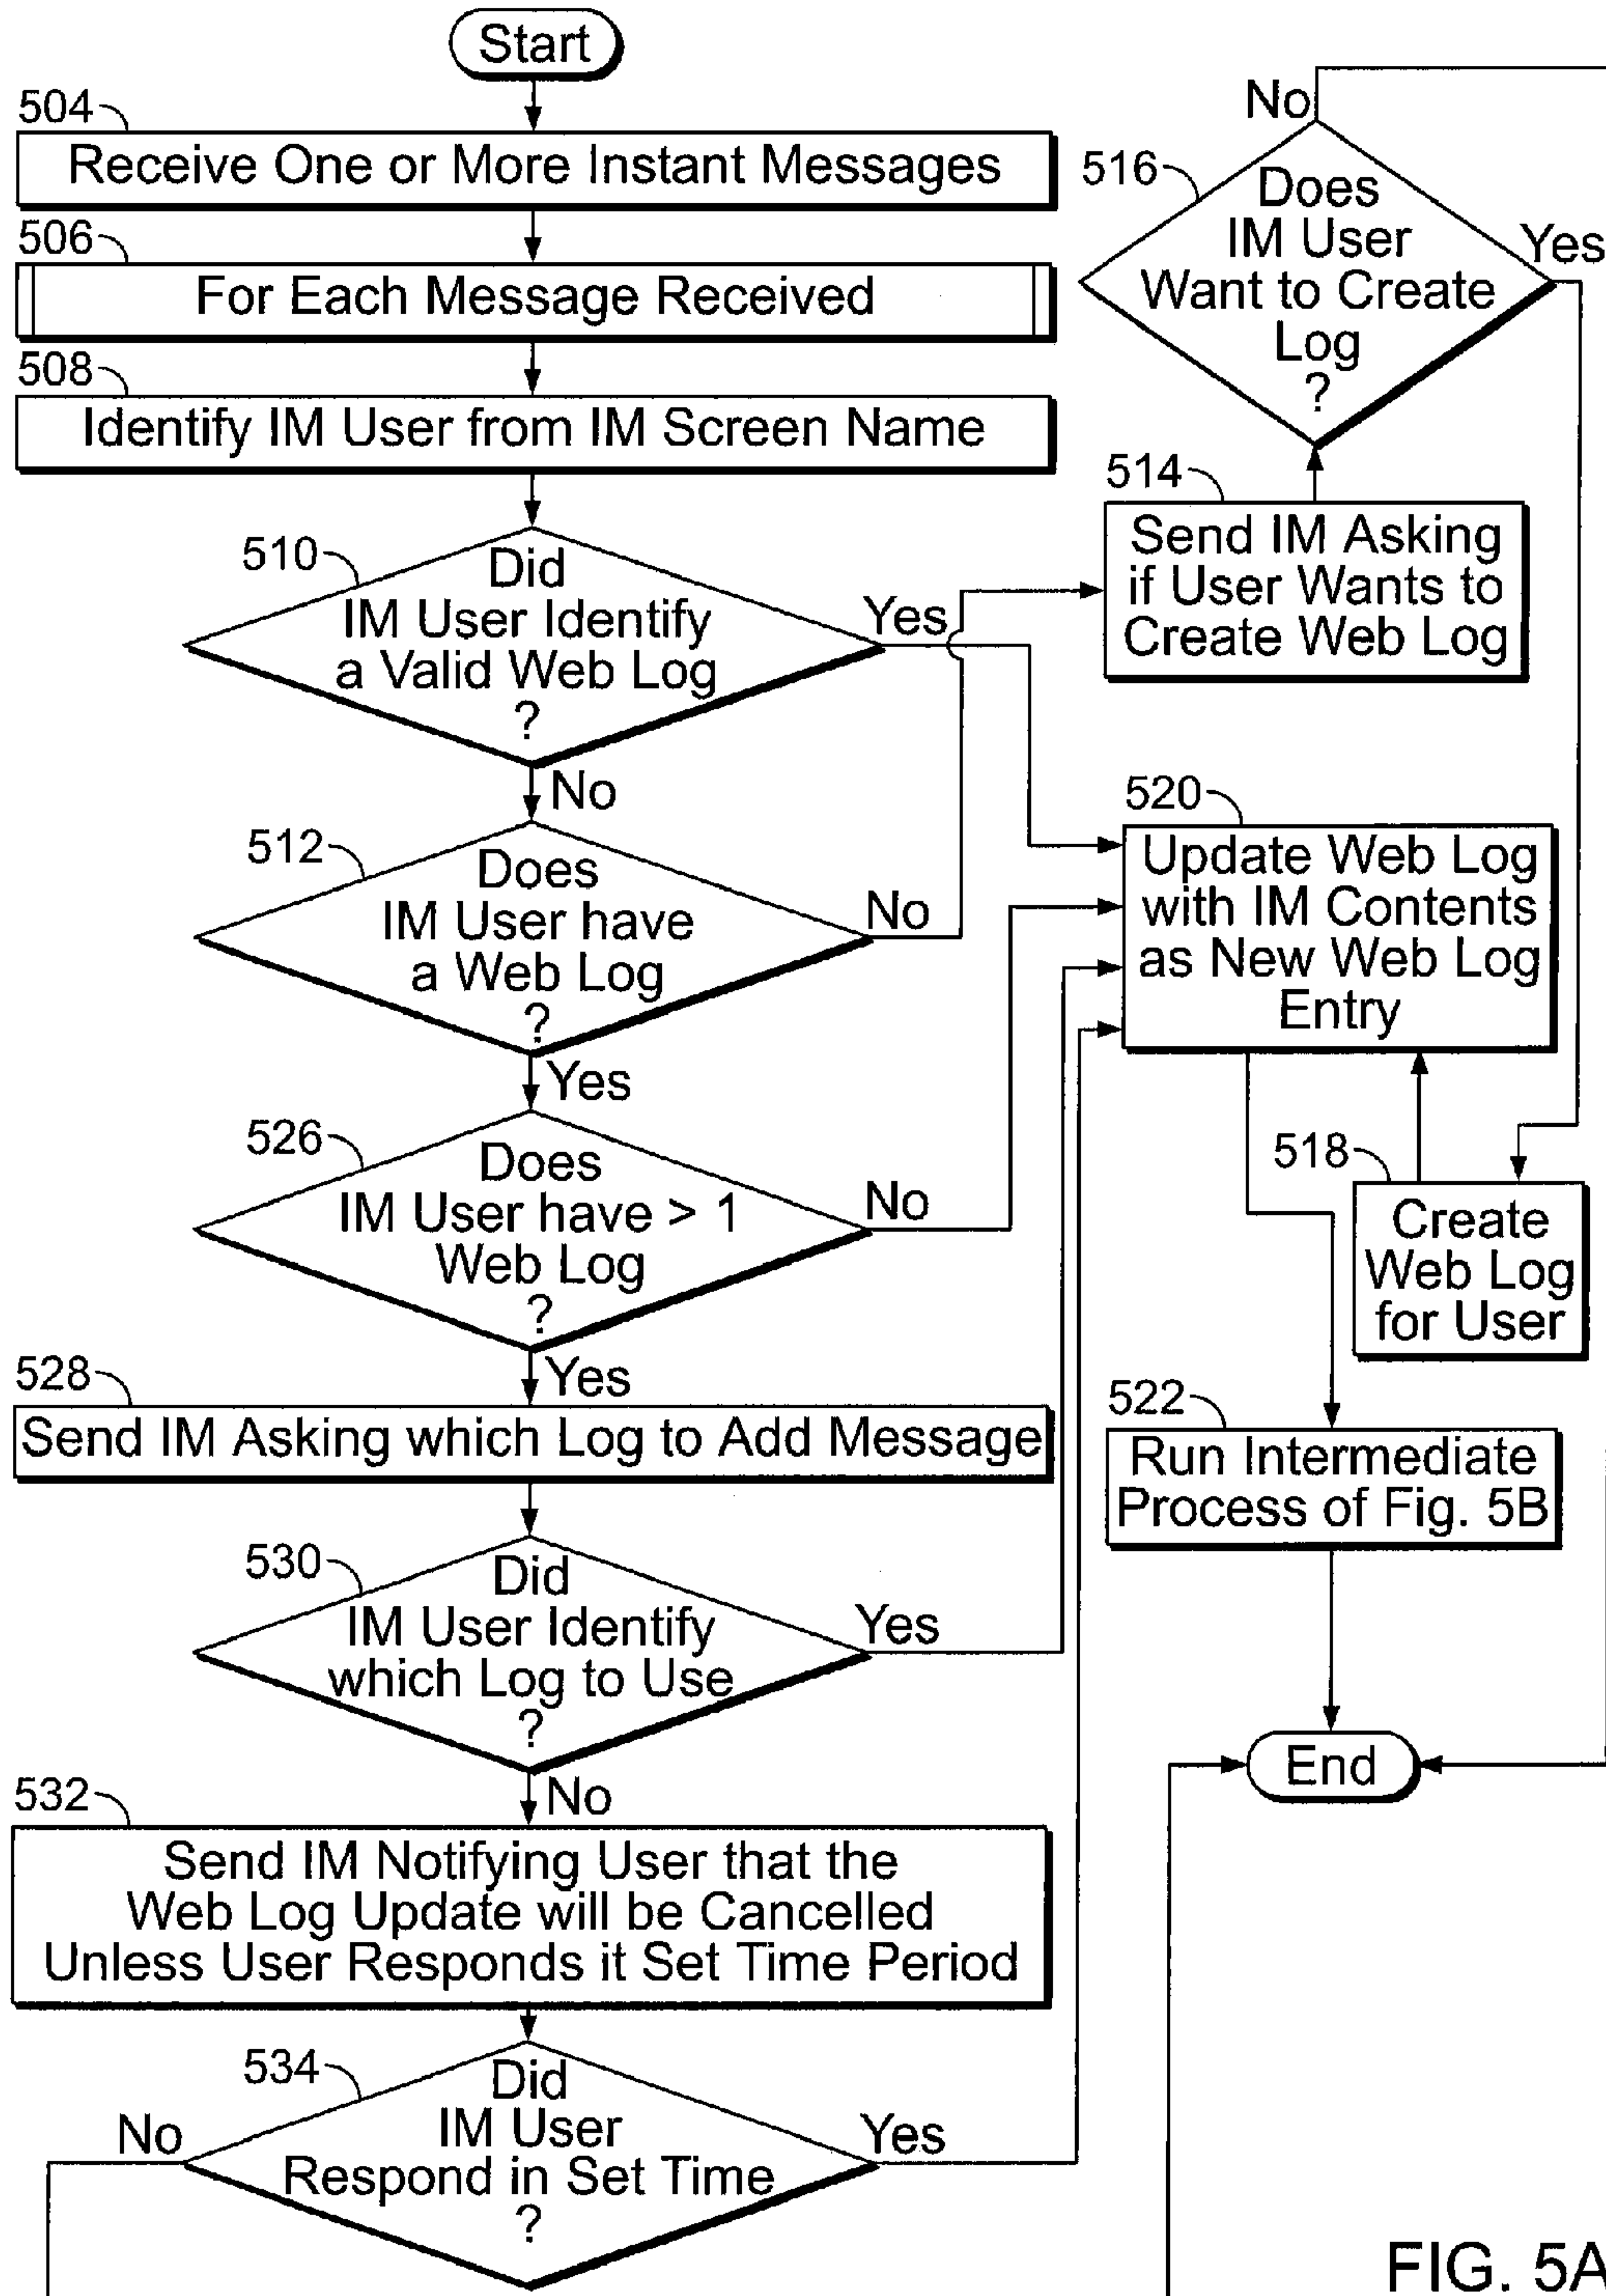 Start
504
Receive One or More Instant Messages
506
For Each Message Received
508
Identify IM User from IM Screen Name
510
Did
IM User Identify
a Valid Web Log
?
Yes
No
512
Does
IM User have
a Web Log
?
No
Yes
526
Does
IM User have > 1
Web Log
?
No
Yes
528
Send IM Asking which Log to Add Message
530
Did
IM User Identify
which Log to Use
?
Yes
No
532
Send IM Notifying User that the
Web Log Update will be Cancelled
Unless User Responds it Set Time Period
534
Did
IM User
Respond in Set Time
?
No
Yes
No
516
Does
IM User
Want to Create
Log
?
Yes
514
Send IM Asking
if User Wants to
Create Web Log
520
Update Web Log
with IM Contents
as New Web Log
Entry
518
Create
Web Log
for User
522
Run Intermediate
Process of Fig. 5B
End
FIG. 5A